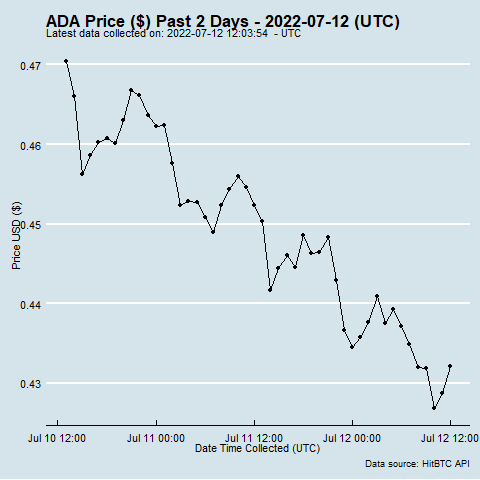 ADA Price ($) Past 2 Days - 2022-07-12 (UTC)
Latest data collected on: 2022-07-12 12:03:54 - UTC
0.47
0.46
0.45
0.44
0.43
Price USD ($)
Jul 10 12:00 Jul 11 00:00 Jul 11 12:00 Jul 12 00:00 Jul 12 12:00
Date Time Collected (UTC)
Data source: HitBTC API